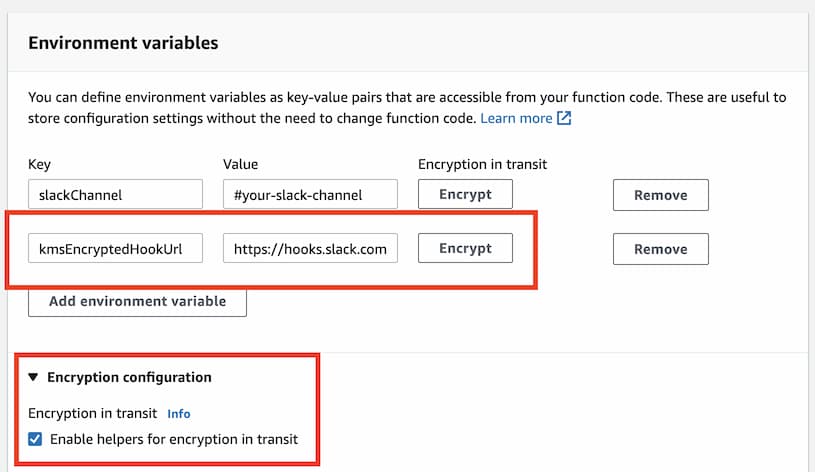 Environment variables
You can define environment variables as key-value pairs that are accessible from your function code. These are useful to
store configuration settings without the need to change function code. Learn more
Key Value Encryption in transit
slackChannel #your-slack-channel Encrypt Remove
kmsEncryptedHookUrl https://hooks.slack.com Encrypt Remove
Add environment variable
Encryption configuration
Encryption in transit Info
Enable helpers for encryption in transit